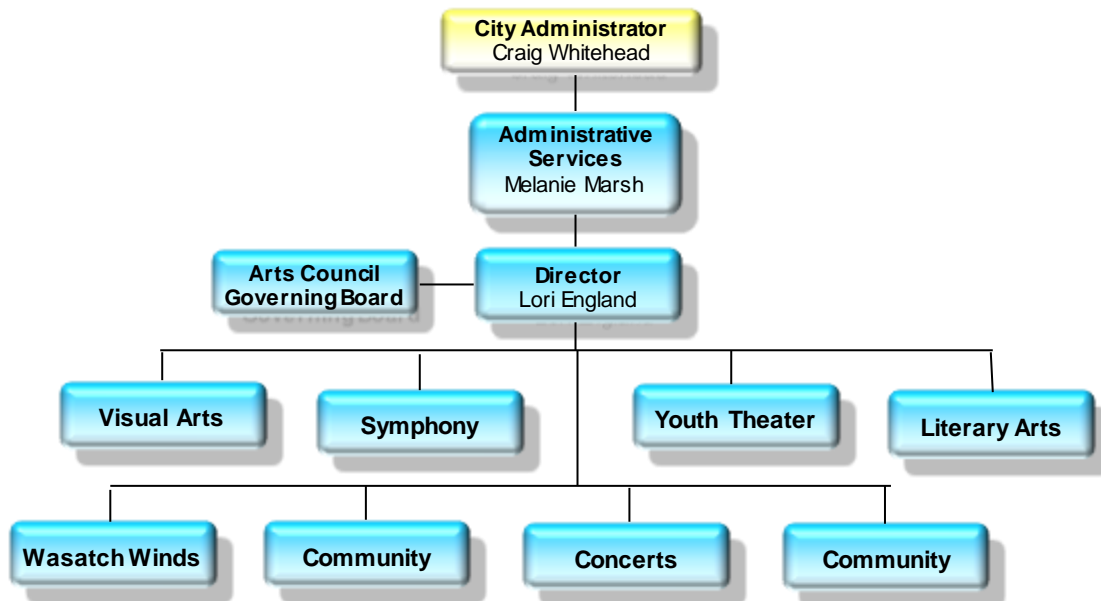 City Administrator
Craig Whitehead
Administrative
Services
Melanie Marsh
Arts Council
Governing Board
Director
Lori England
Visual Arts
Symphony
Youth Theater
Literary Arts
Wasatch Winds
Community
Concerts
Community